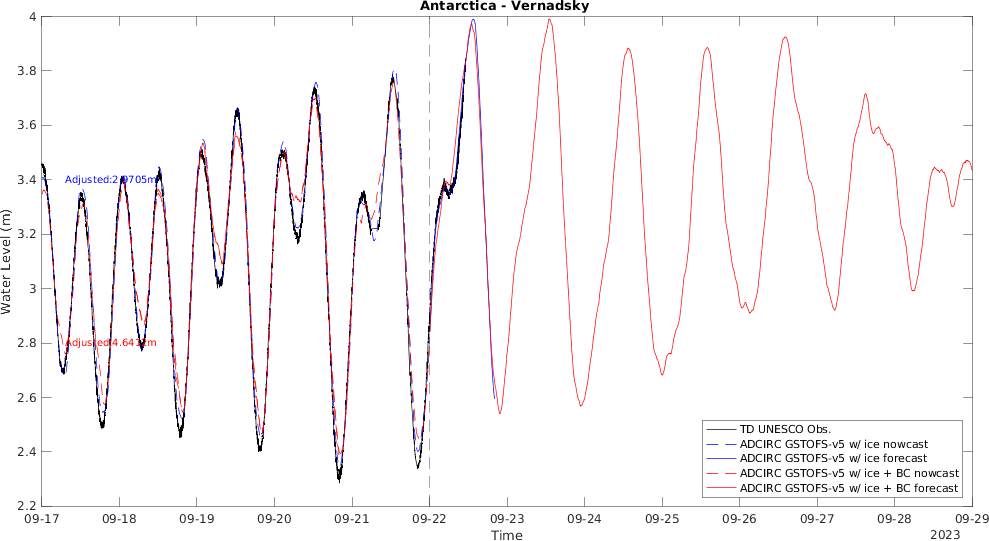 Antarctica - Vernadsky
4
3.8
3.6
3.4
3.2
3
2.8
2.6
2.4
2.2
Water Level (m)
Adjusted:2.9705m
TD UNESCO Obs.
ADCIRC GSTOFS-v5 w/ ice nowcast
ADCIRC GSTOFS-v5 w/ ice forecast
ADCIRC GSTOFS-v5 w/ ice + BC nowcast
ADCIRC GSTOFS-v5 w/ ice + BC forecast
09-17 09-18 09-19 09-20 09-21 09-22 09-23 09-24 09-25 09-26 09-27 09-28 09-29
Time
2023